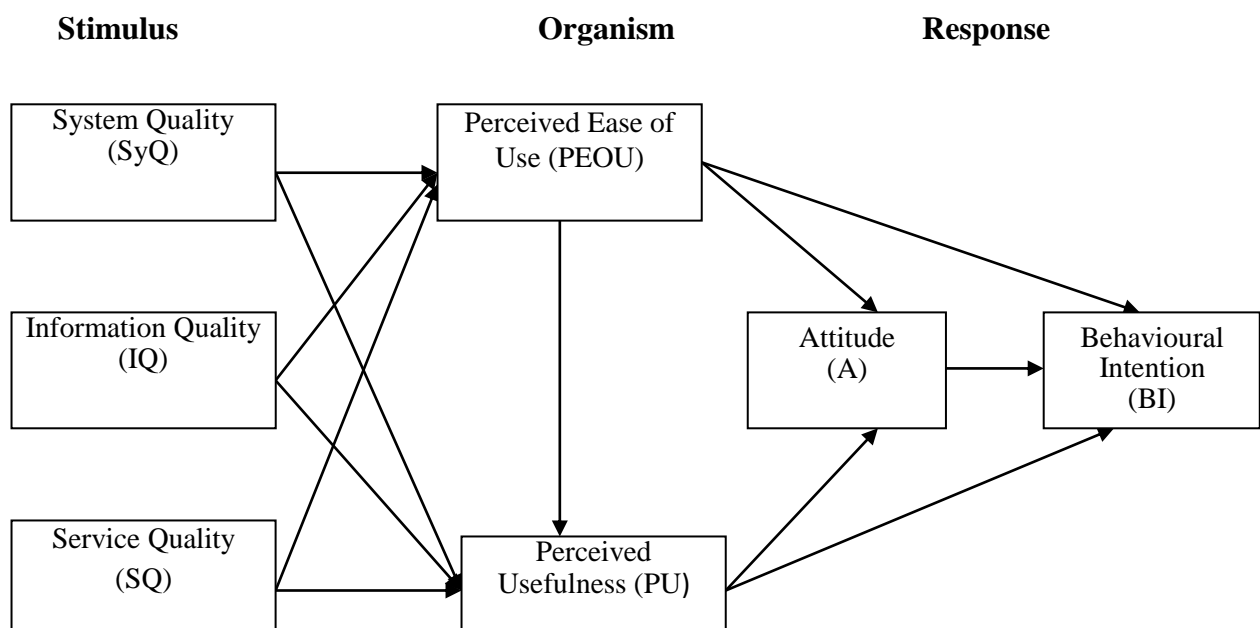 Stimulus
Organism
Response
System Quality
(SyQ)
Perceived Ease of
Use (PEOU)
Information Quality
(IQ)
Attitude
(A)
Behavioural
Intention
(BI)
Service Quality
(SQ)
Perceived
Usefulness (PU)